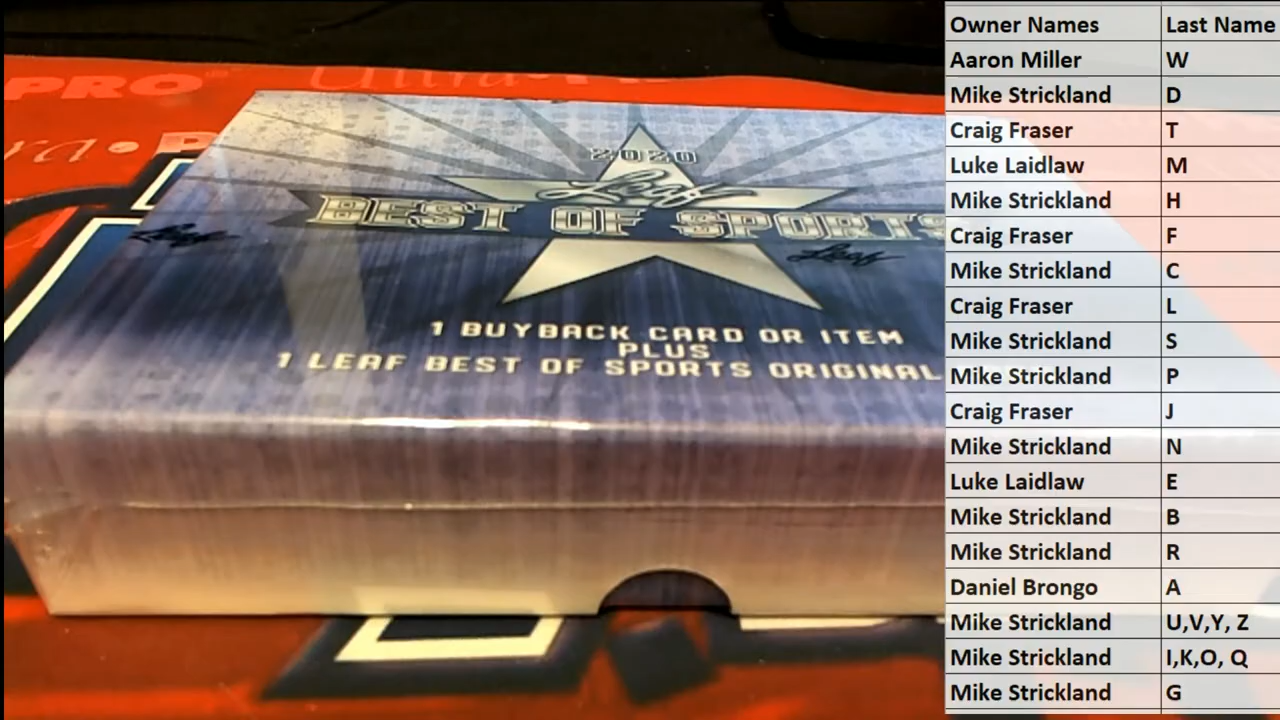 PRO
Ultra
ra • P
2020
Leaf
BEST OF SPORTS
Leaf
Leaf
1 BUYBACK CARD OR ITEM
PLUS
1 LEAF BEST OF SPORTS ORIGINAL
Owner Names Last Name
Aaron Miller W
Mike Strickland D
Craig Fraser T
Luke Laidlaw M
Mike Strickland H
Craig Fraser F
Mike Strickland C
Craig Fraser L
Mike Strickland S
Mike Strickland P
Craig Fraser J
Mike Strickland N
Luke Laidlaw E
Mike Strickland B
Mike Strickland R
Daniel Brongo A
Mike Strickland U,V,Y, Z
Mike Strickland I,K,O, Q
Mike Strickland G